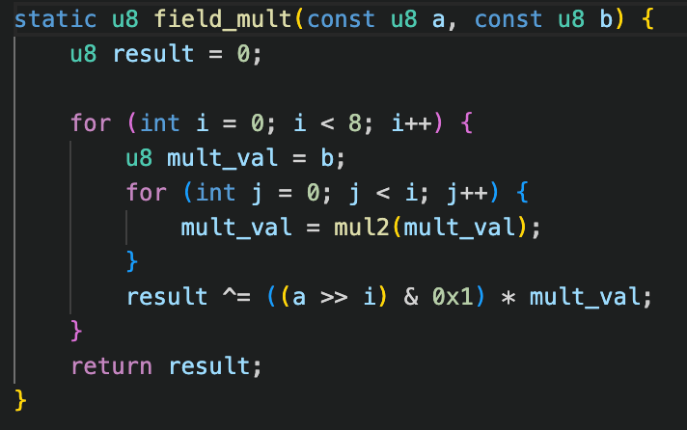 static u8 field_mult(const u8 a, const u8 b) {
    u8 result = 0;

    for (int i = 0; i < 8; i++) {
        u8 mult_val = b;
        for (int j = 0; j < i; j++) {
            mult_val = mul2(mult_val);
        }
        result ^= ((a >> i) & 0x1) * mult_val;
    }
    return result;
}